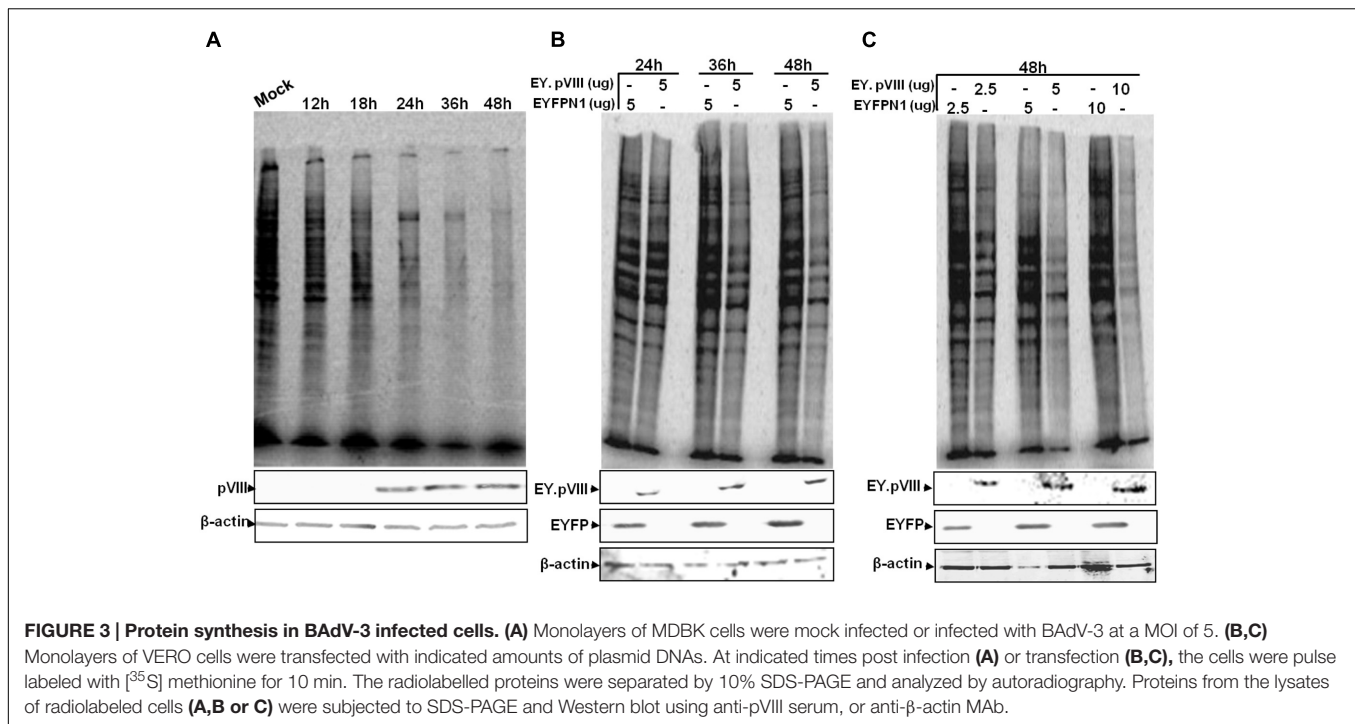 A
Mock 12h 18h 24h 36h 48h
pVIII
β-actin
B
24h 36h 48h
EY. pVIII (ug) - 5 - 5 - 5
EYFPN1 (ug) 5 - 5 - 5 -
EY.pVIII
EYFP
β-actin
C
48h
EY. pVIII (ug) - 2.5 - 5 - 10
EYFPN1 (ug) 2.5 - 5 - 10 -
EY.pVIII
EYFP
β-actin
FIGURE 3 | Protein synthesis in BAdV-3 infected cells. (A) Monolayers of MDBK cells were mock infected or infected with BAdV-3 at a MOI of 5. (B,C)
Monolayers of VERO cells were transfected with indicated amounts of plasmid DNAs. At indicated times post infection (A) or transfection (B,C), the cells were pulse
labeled with [³⁵S] methionine for 10 min. The radiolabelled proteins were separated by 10% SDS-PAGE and analyzed by autoradiography. Proteins from the lysates
of radiolabeled cells (A,B or C) were subjected to SDS-PAGE and Western blot using anti-pVIII serum, or anti-β-actin MAb.